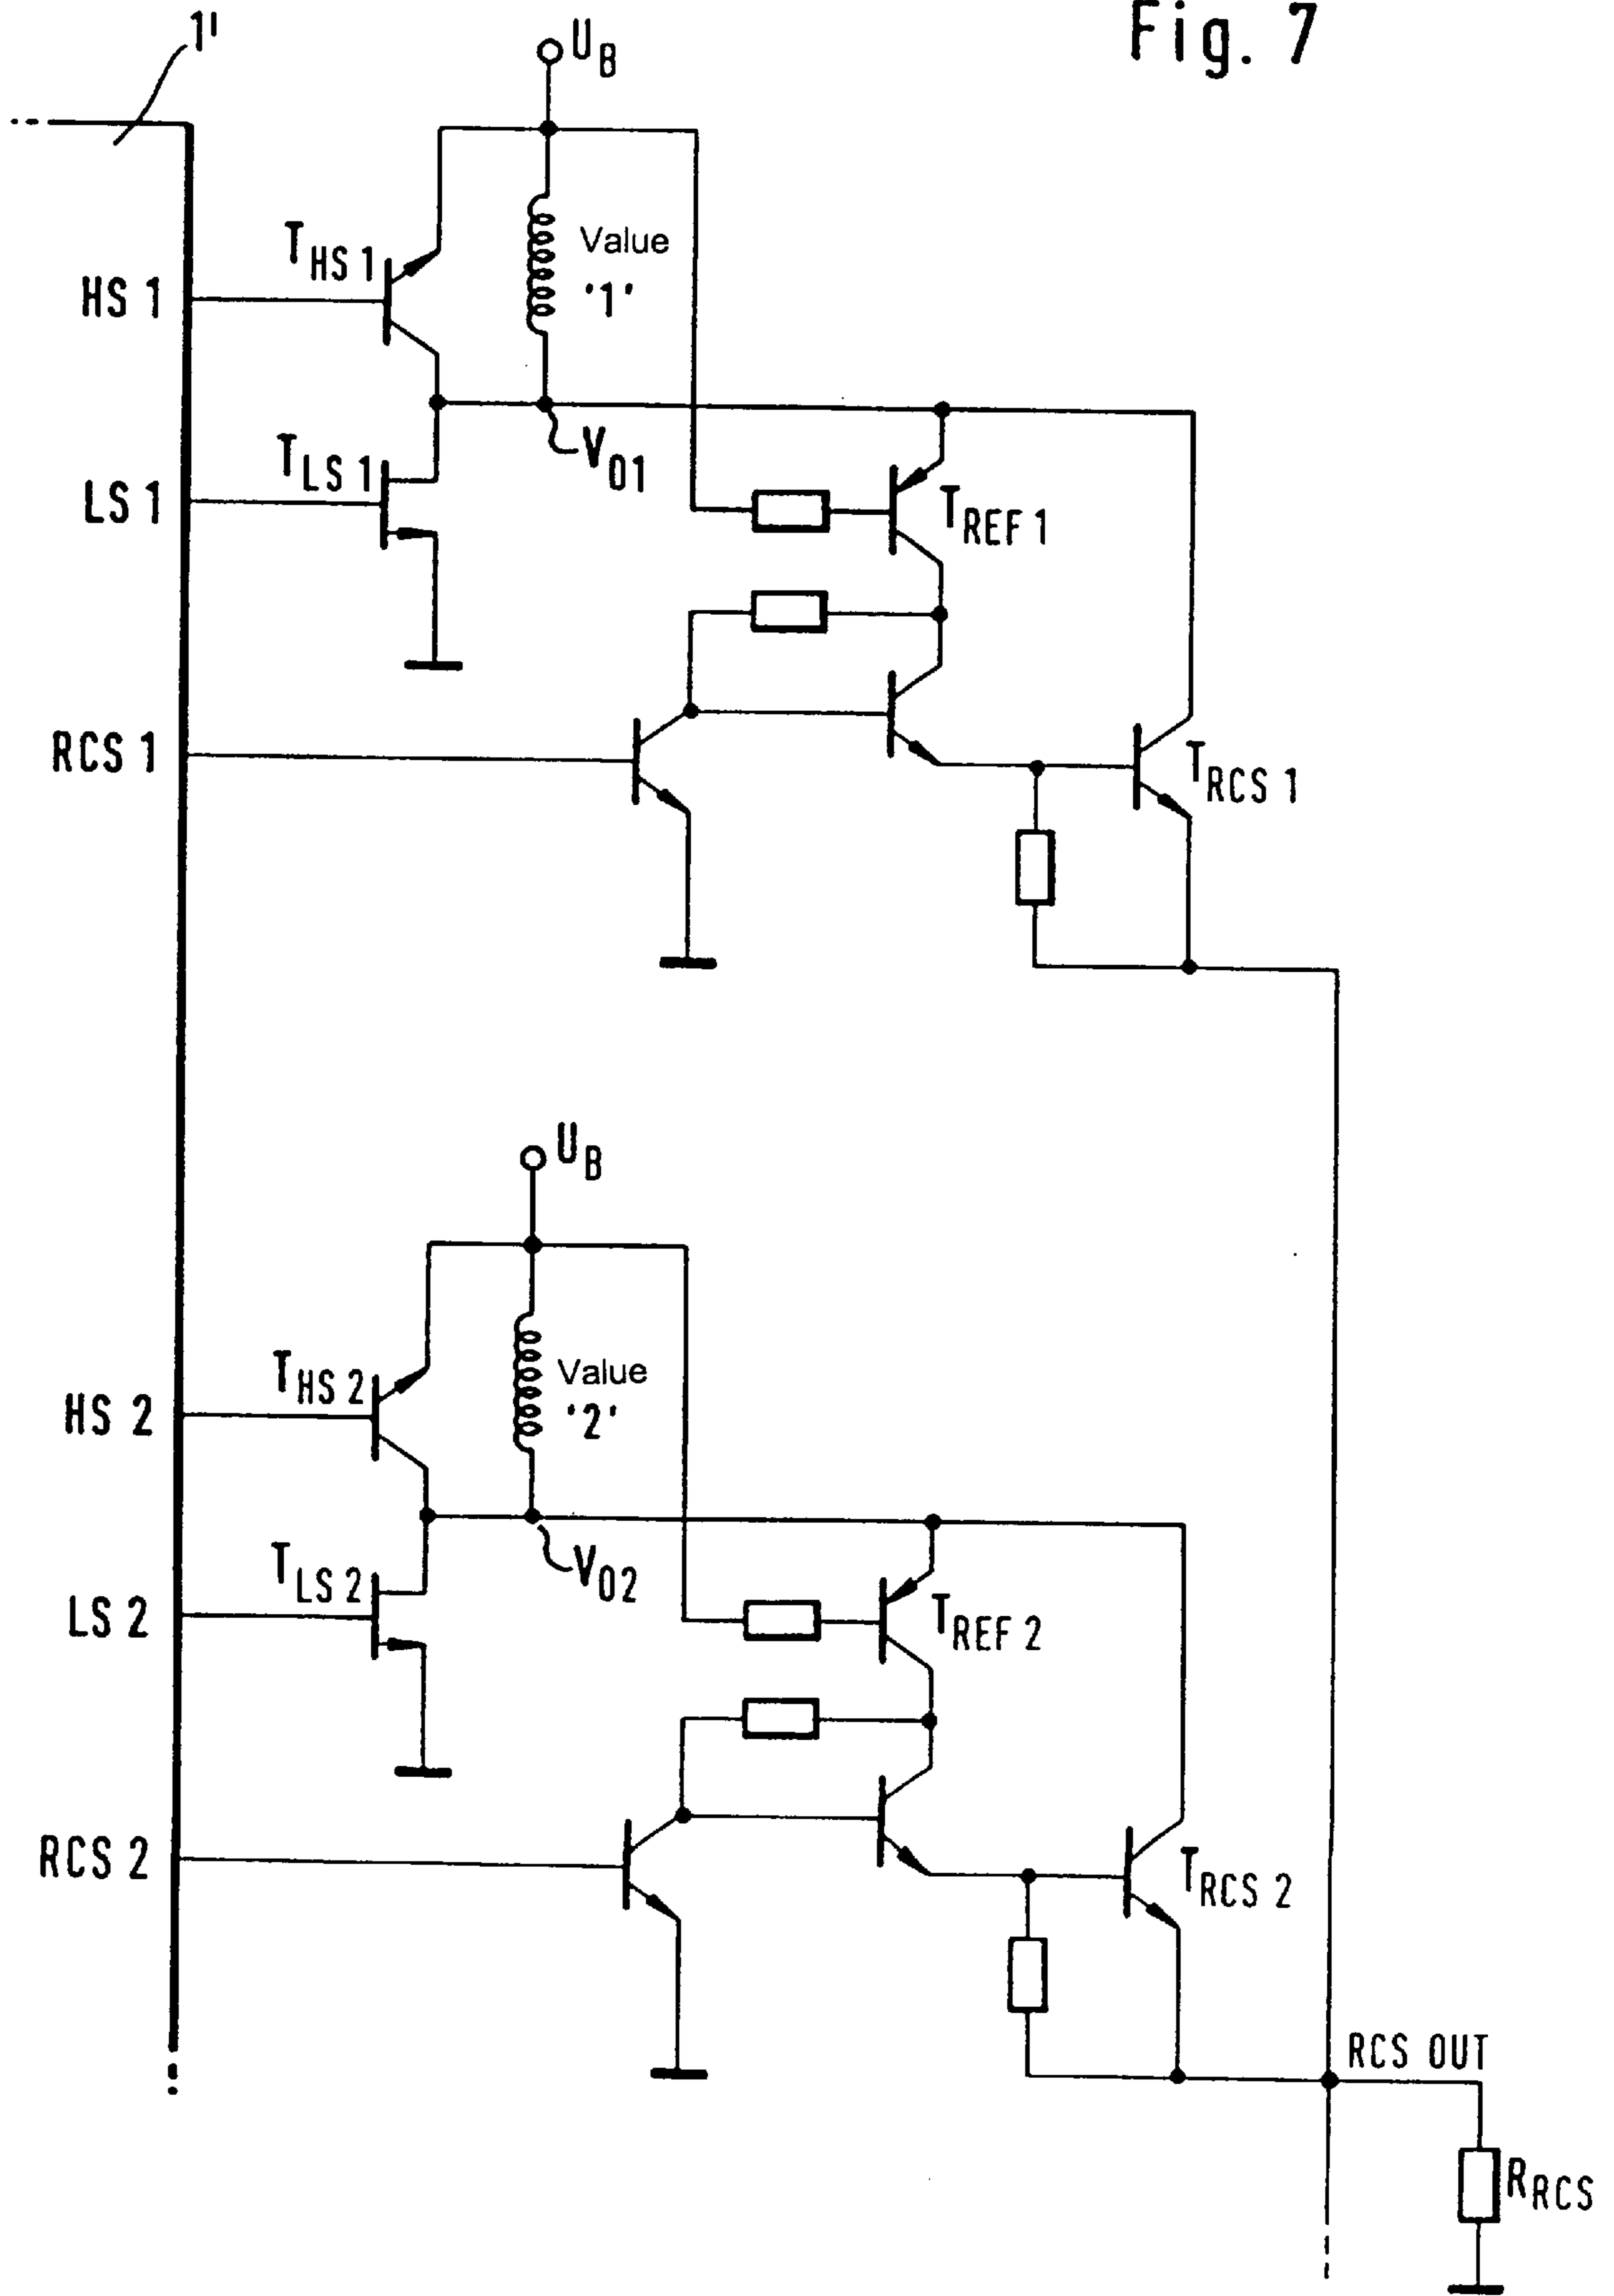 Fig. 7
1'
U_B
T_HS 1
Value
'1'
HS 1
T_LS 1
V_01
LS 1
T_REF 1
RCS 1
T_RCS 1
U_B
T_HS 2
Value
'2'
HS 2
T_LS 2
V_02
LS 2
T_REF 2
RCS 2
T_RCS 2
RCS OUT
R_RCS